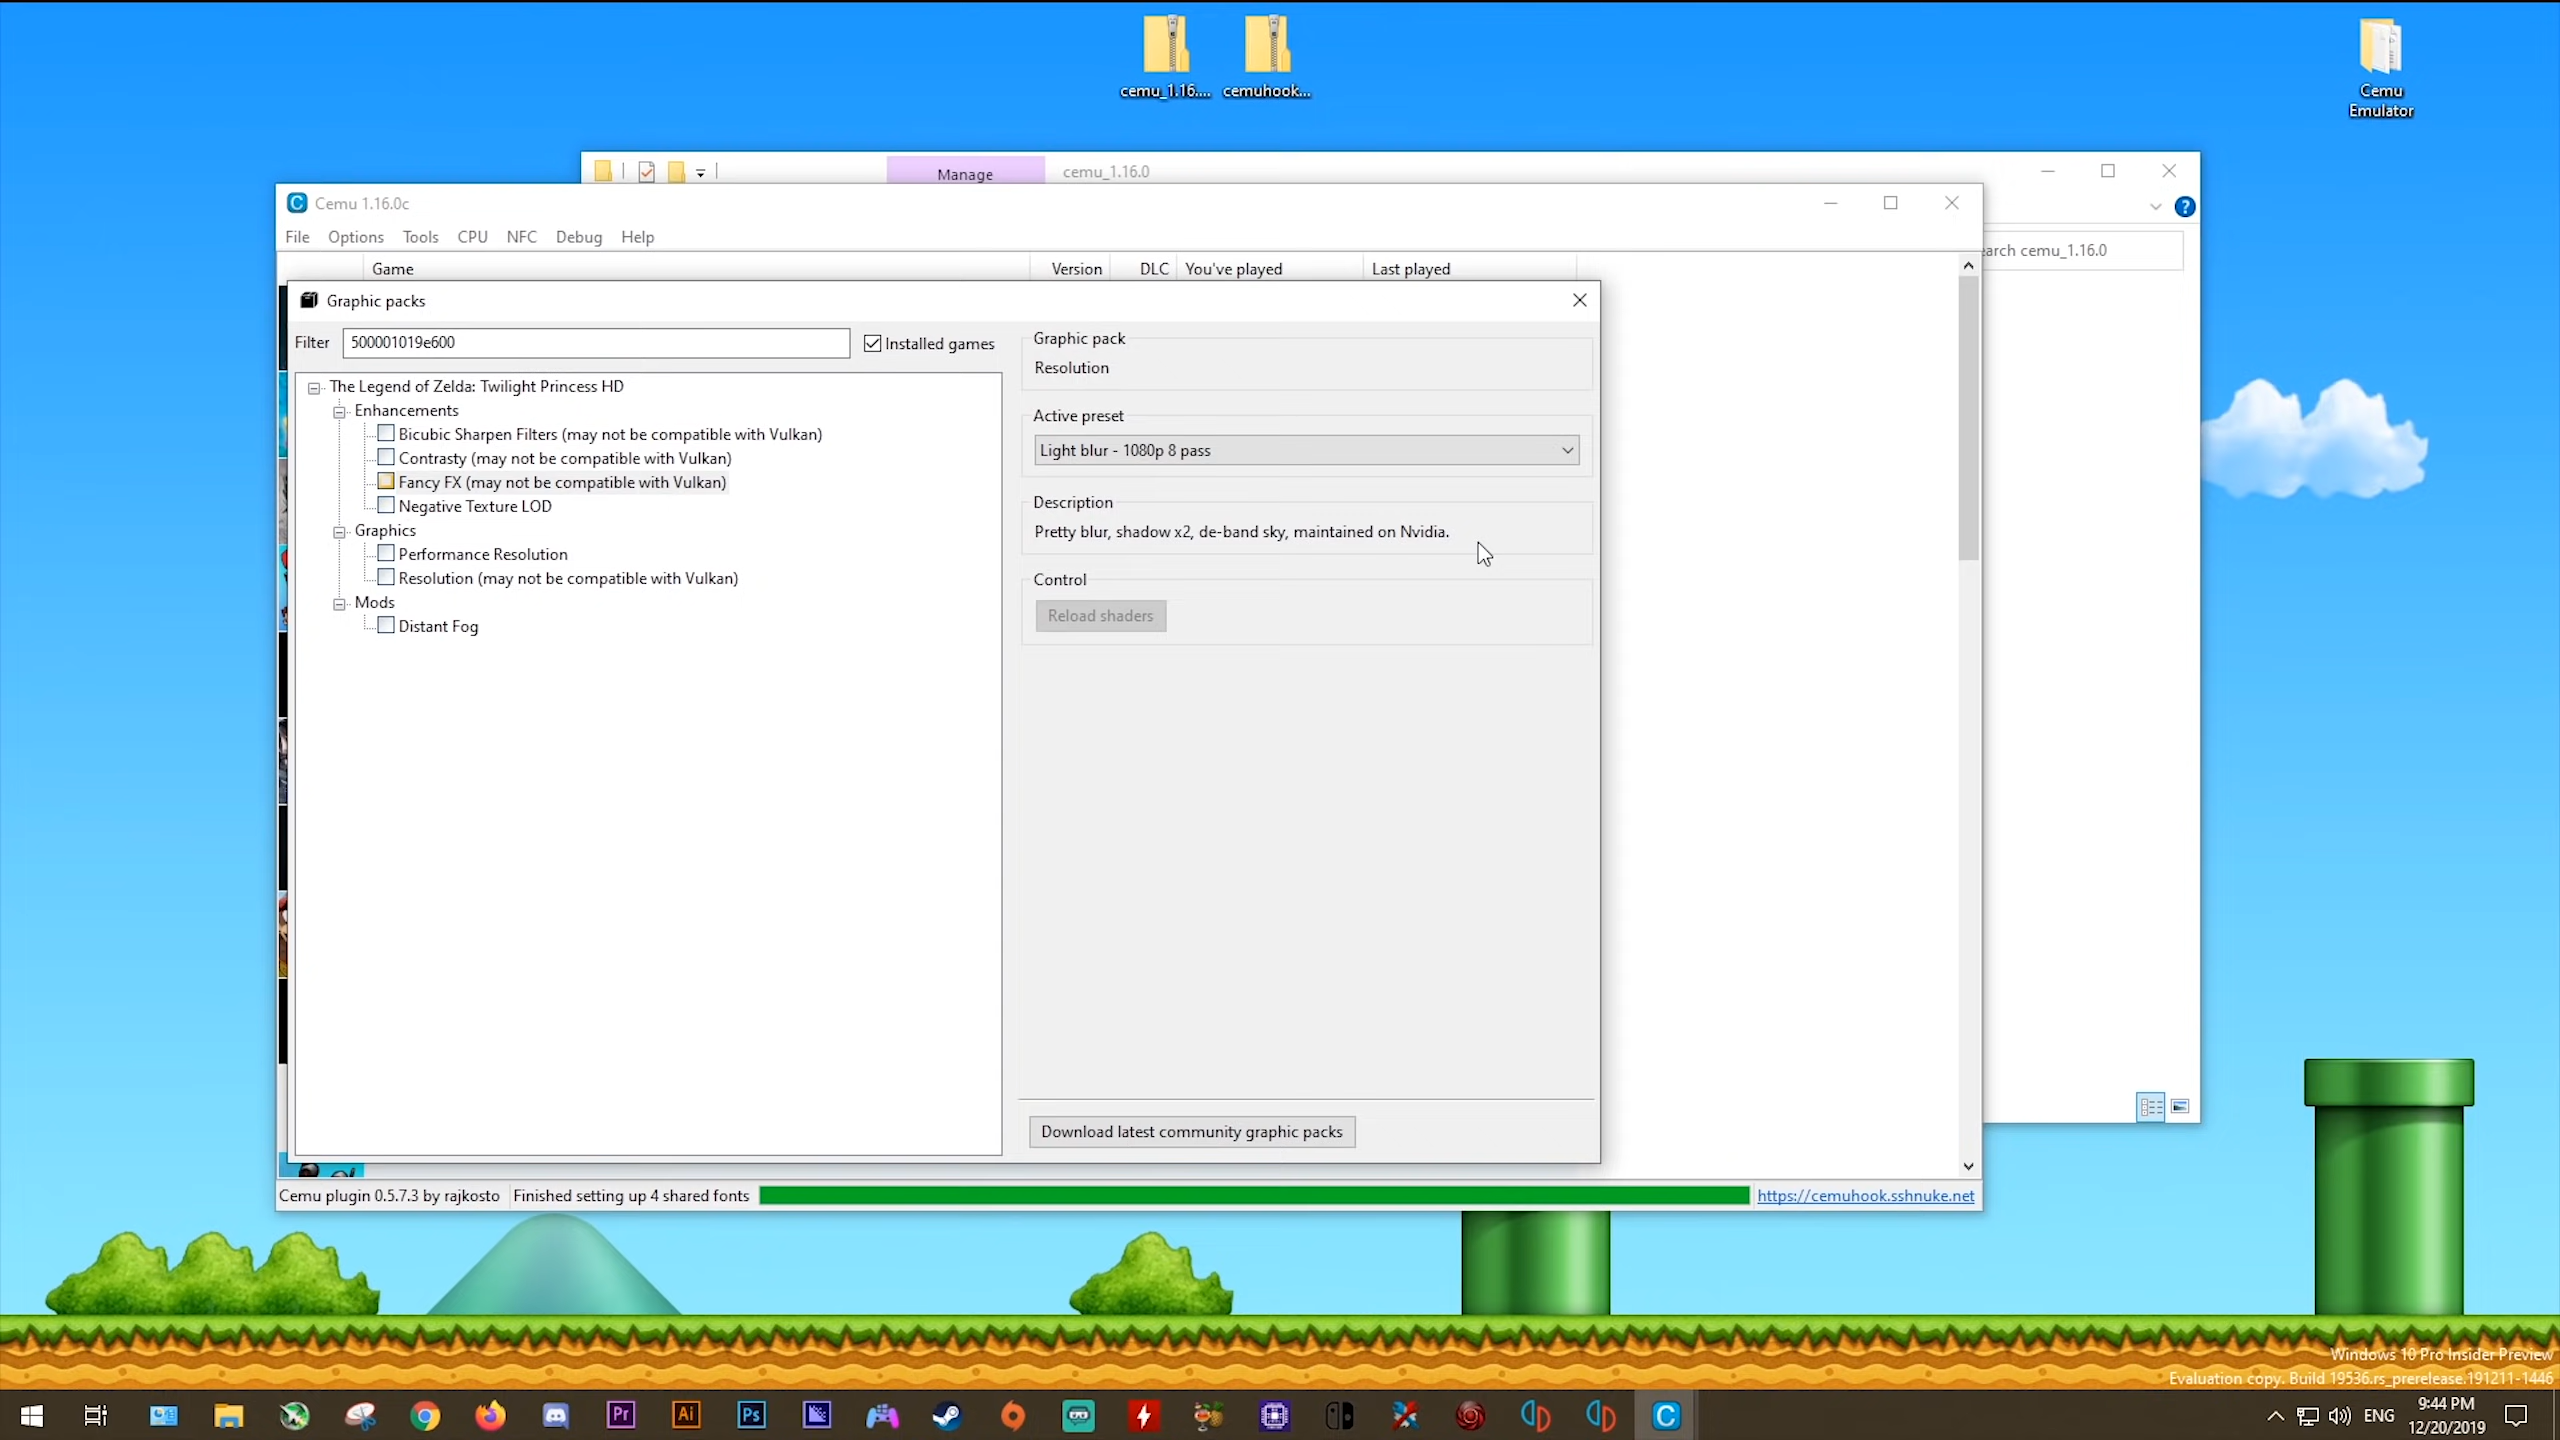 cemu_1.16....
cemuhook...
Cemu
Emulator
Manage
cemu_1.16.0
Cemu 1.16.0c
File Options Tools CPU NFC Debug Help
arch cemu_1.16.0
Game Version DLC You've played Last played
Graphic packs
Filter 500001019e600 Installed games
The Legend of Zelda: Twilight Princess HD
Enhancements
Bicubic Sharpen Filters (may not be compatible with Vulkan)
Contrasty (may not be compatible with Vulkan)
Fancy FX (may not be compatible with Vulkan)
Negative Texture LOD
Graphics
Performance Resolution
Resolution (may not be compatible with Vulkan)
Mods
Distant Fog
Graphic pack
Resolution
Active preset
Light blur - 1080p 8 pass
Description
Pretty blur, shadow x2, de-band sky, maintained on Nvidia.
Control
Reload shaders
Download latest community graphic packs
Cemu plugin 0.5.7.3 by rajkosto Finished setting up 4 shared fonts https://cemuhook.sshnuke.net
Windows 10 Pro Insider Preview
Evaluation copy. Build 19536.rs_prerelease.191211-1446
Pr Ai Ps
ENG
9:44 PM
12/20/2019